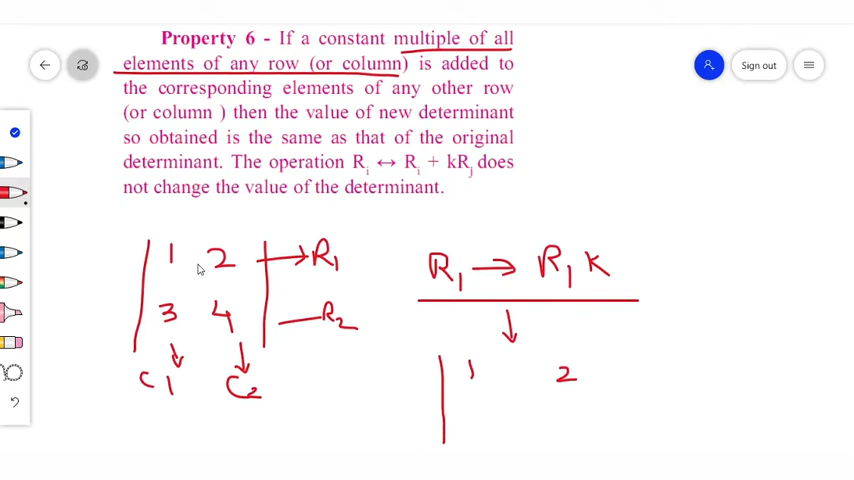 Property 6 - If a constant multiple of all
elements of any row (or column) is added to
the corresponding elements of any other row
(or column ) then the value of new determinant
so obtained is the same as that of the original
determinant. The operation Rᵢ ↔ Rᵢ + kRⱼ does
not change the value of the determinant.
Sign out
1 2 → R₁
3 4 — R₂
C1 C2
R₁ → R₁ K
1 2